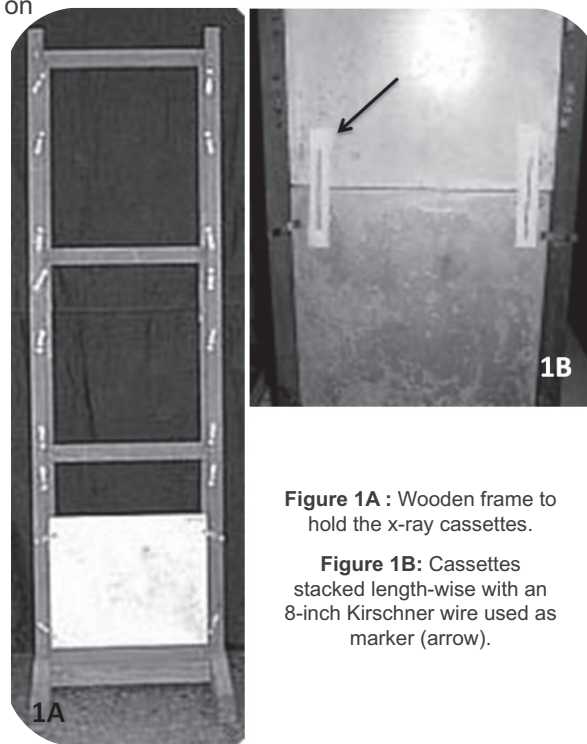 on
1A
1B
Figure 1A : Wooden frame to
hold the x-ray cassettes.
Figure 1B: Cassettes
stacked length-wise with an
8-inch Kirschner wire used as
marker (arrow).